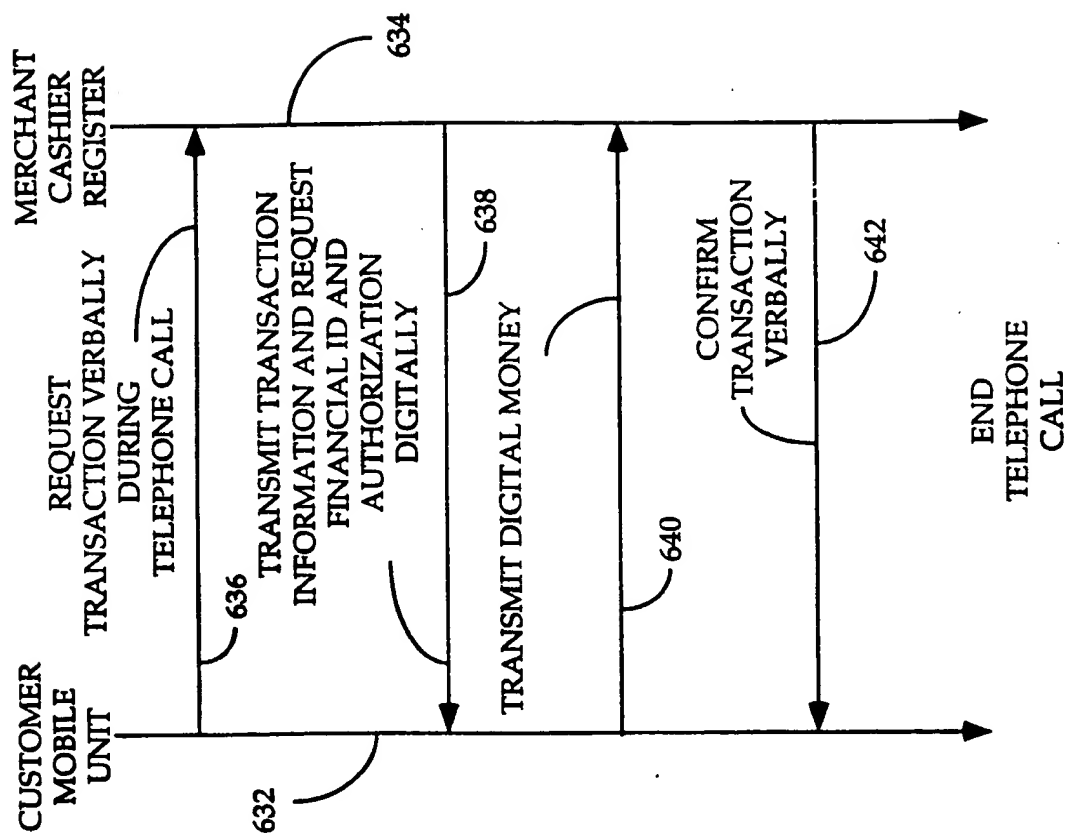 CUSTOMER
MOBILE
UNIT
MERCHANT
CASHIER
REGISTER
632
634
REQUEST
TRANSACTION VERBALLY
DURING
TELEPHONE CALL
636
TRANSMIT TRANSACTION
INFORMATION AND REQUEST
FINANCIAL ID AND
AUTHORIZATION
DIGITALLY
638
TRANSMIT DIGITAL MONEY
640
CONFIRM
TRANSACTION
VERBALLY
642
END
TELEPHONE
CALL